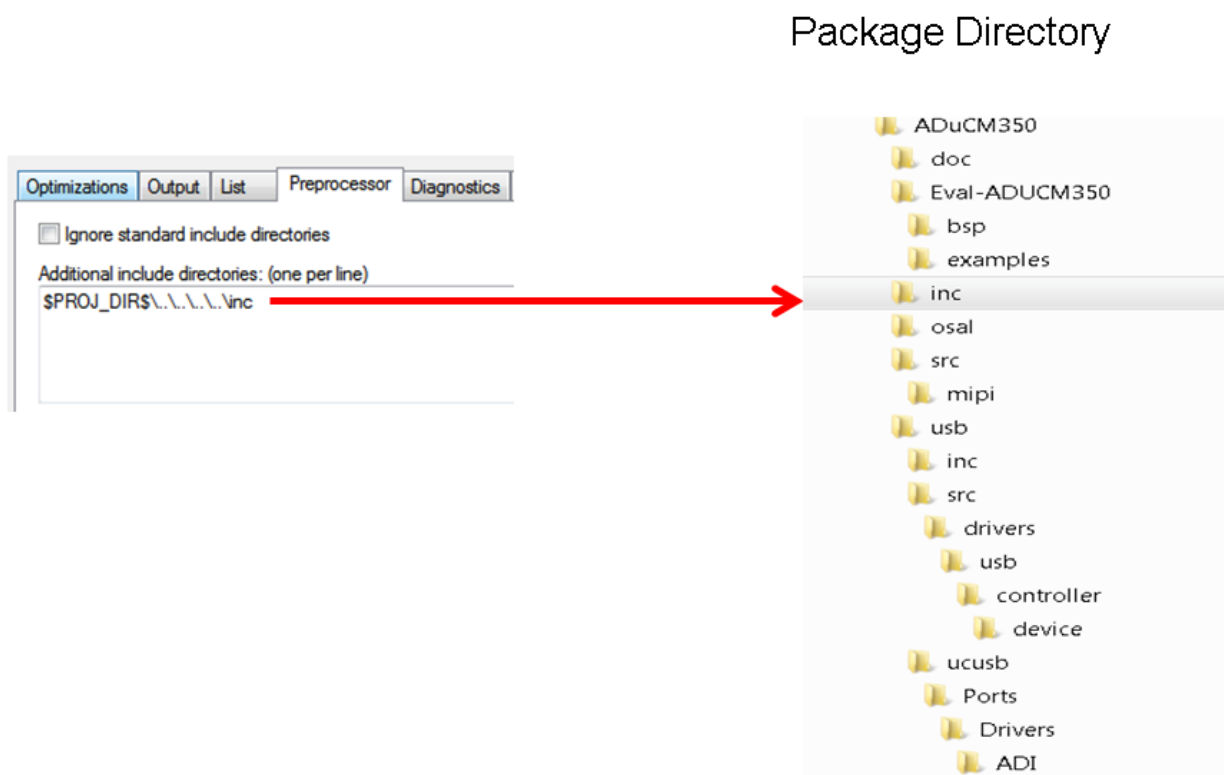 Package Directory
Optimizations Output List Preprocessor Diagnostics
Ignore standard include directories
Additional include directories: (one per line)
$PROJ_DIR$\..\..\..\..\inc
ADuCM350
doc
Eval-ADUCM350
bsp
examples
inc
osal
src
mipi
usb
inc
src
drivers
usb
controller
device
ucusb
Ports
Drivers
ADI